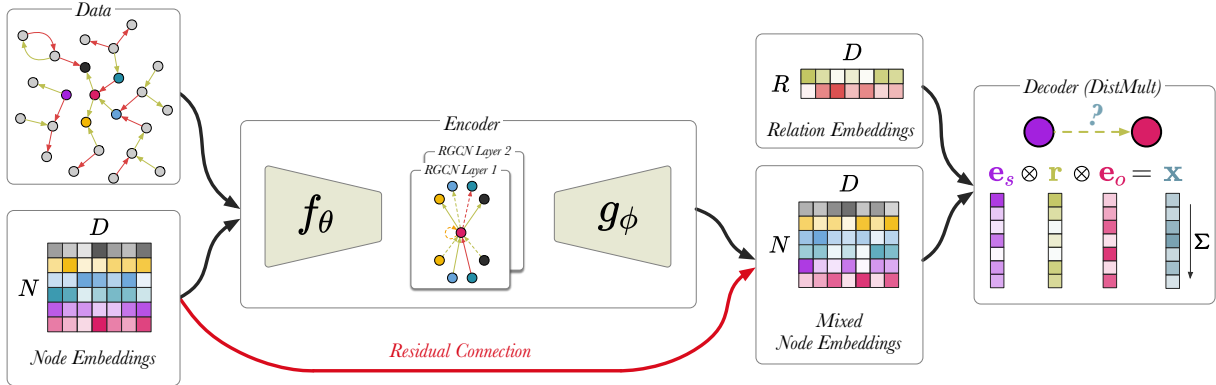 Data
D
N
Node Embeddings
Encoder
fθ
RGCN Layer 2
RGCN Layer 1
gϕ
Residual Connection
D
R
Relation Embeddings
D
N
Mixed
Node Embeddings
Decoder (DistMult)
?
eₛ ⊗ r ⊗ eₒ = x
Σ